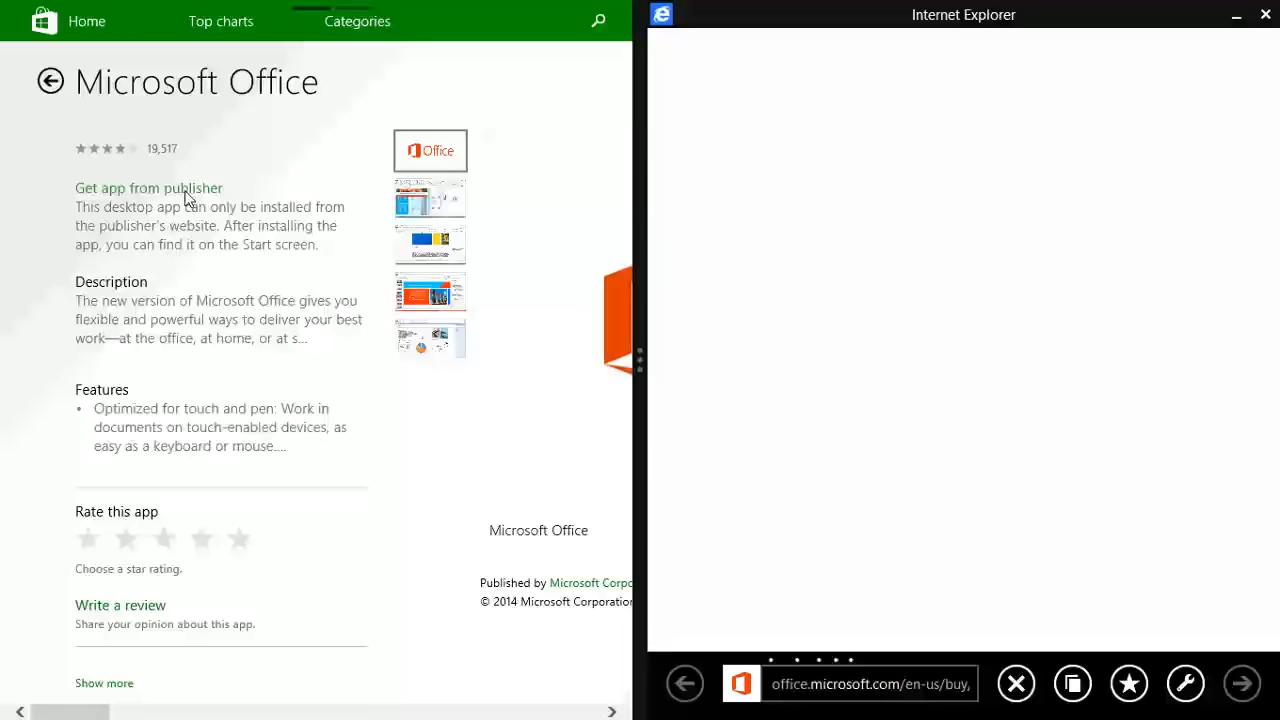 Home Top charts Categories
Internet Explorer
Microsoft Office
19,517
Office
Get app from publisher
This desktop app can only be installed from
the publisher's website. After installing the
app, you can find it on the Start screen.
Description
The new version of Microsoft Office gives you
flexible and powerful ways to deliver your best
work—at the office, at home, or at s...
Features
• Optimized for touch and pen: Work in
documents on touch-enabled devices, as
easy as a keyboard or mouse....
Rate this app
Choose a star rating.
Write a review
Share your opinion about this app.
Show more
Microsoft Office
Published by Microsoft Corpo
© 2014 Microsoft Corporation
office.microsoft.com/en-us/buy,